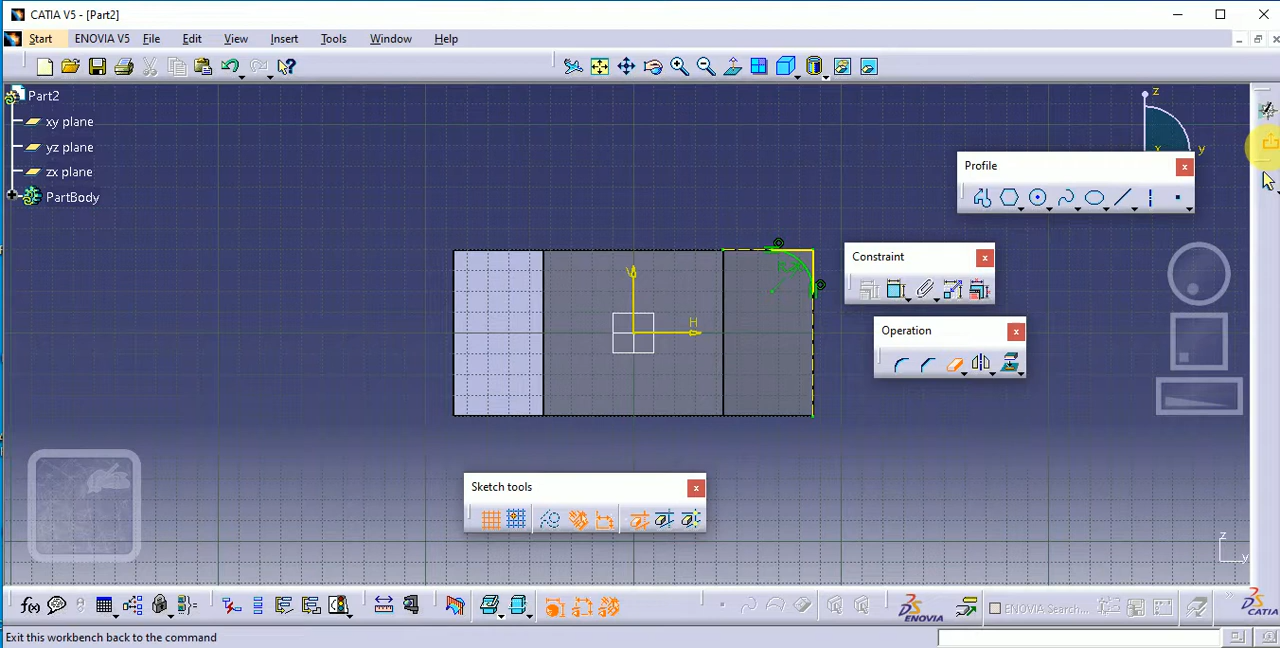 CATIA V5 - [Part2]
Start ENOVIA V5 File Edit View Insert Tools Window Help
Part2
xy plane
yz plane
zx plane
PartBody
z
x y
Profile
Constraint
Operation
V
H
Sketch tools
z
y
f(x)
ENOVIA
ENOVIA Search...
CATIA
Exit this workbench back to the command